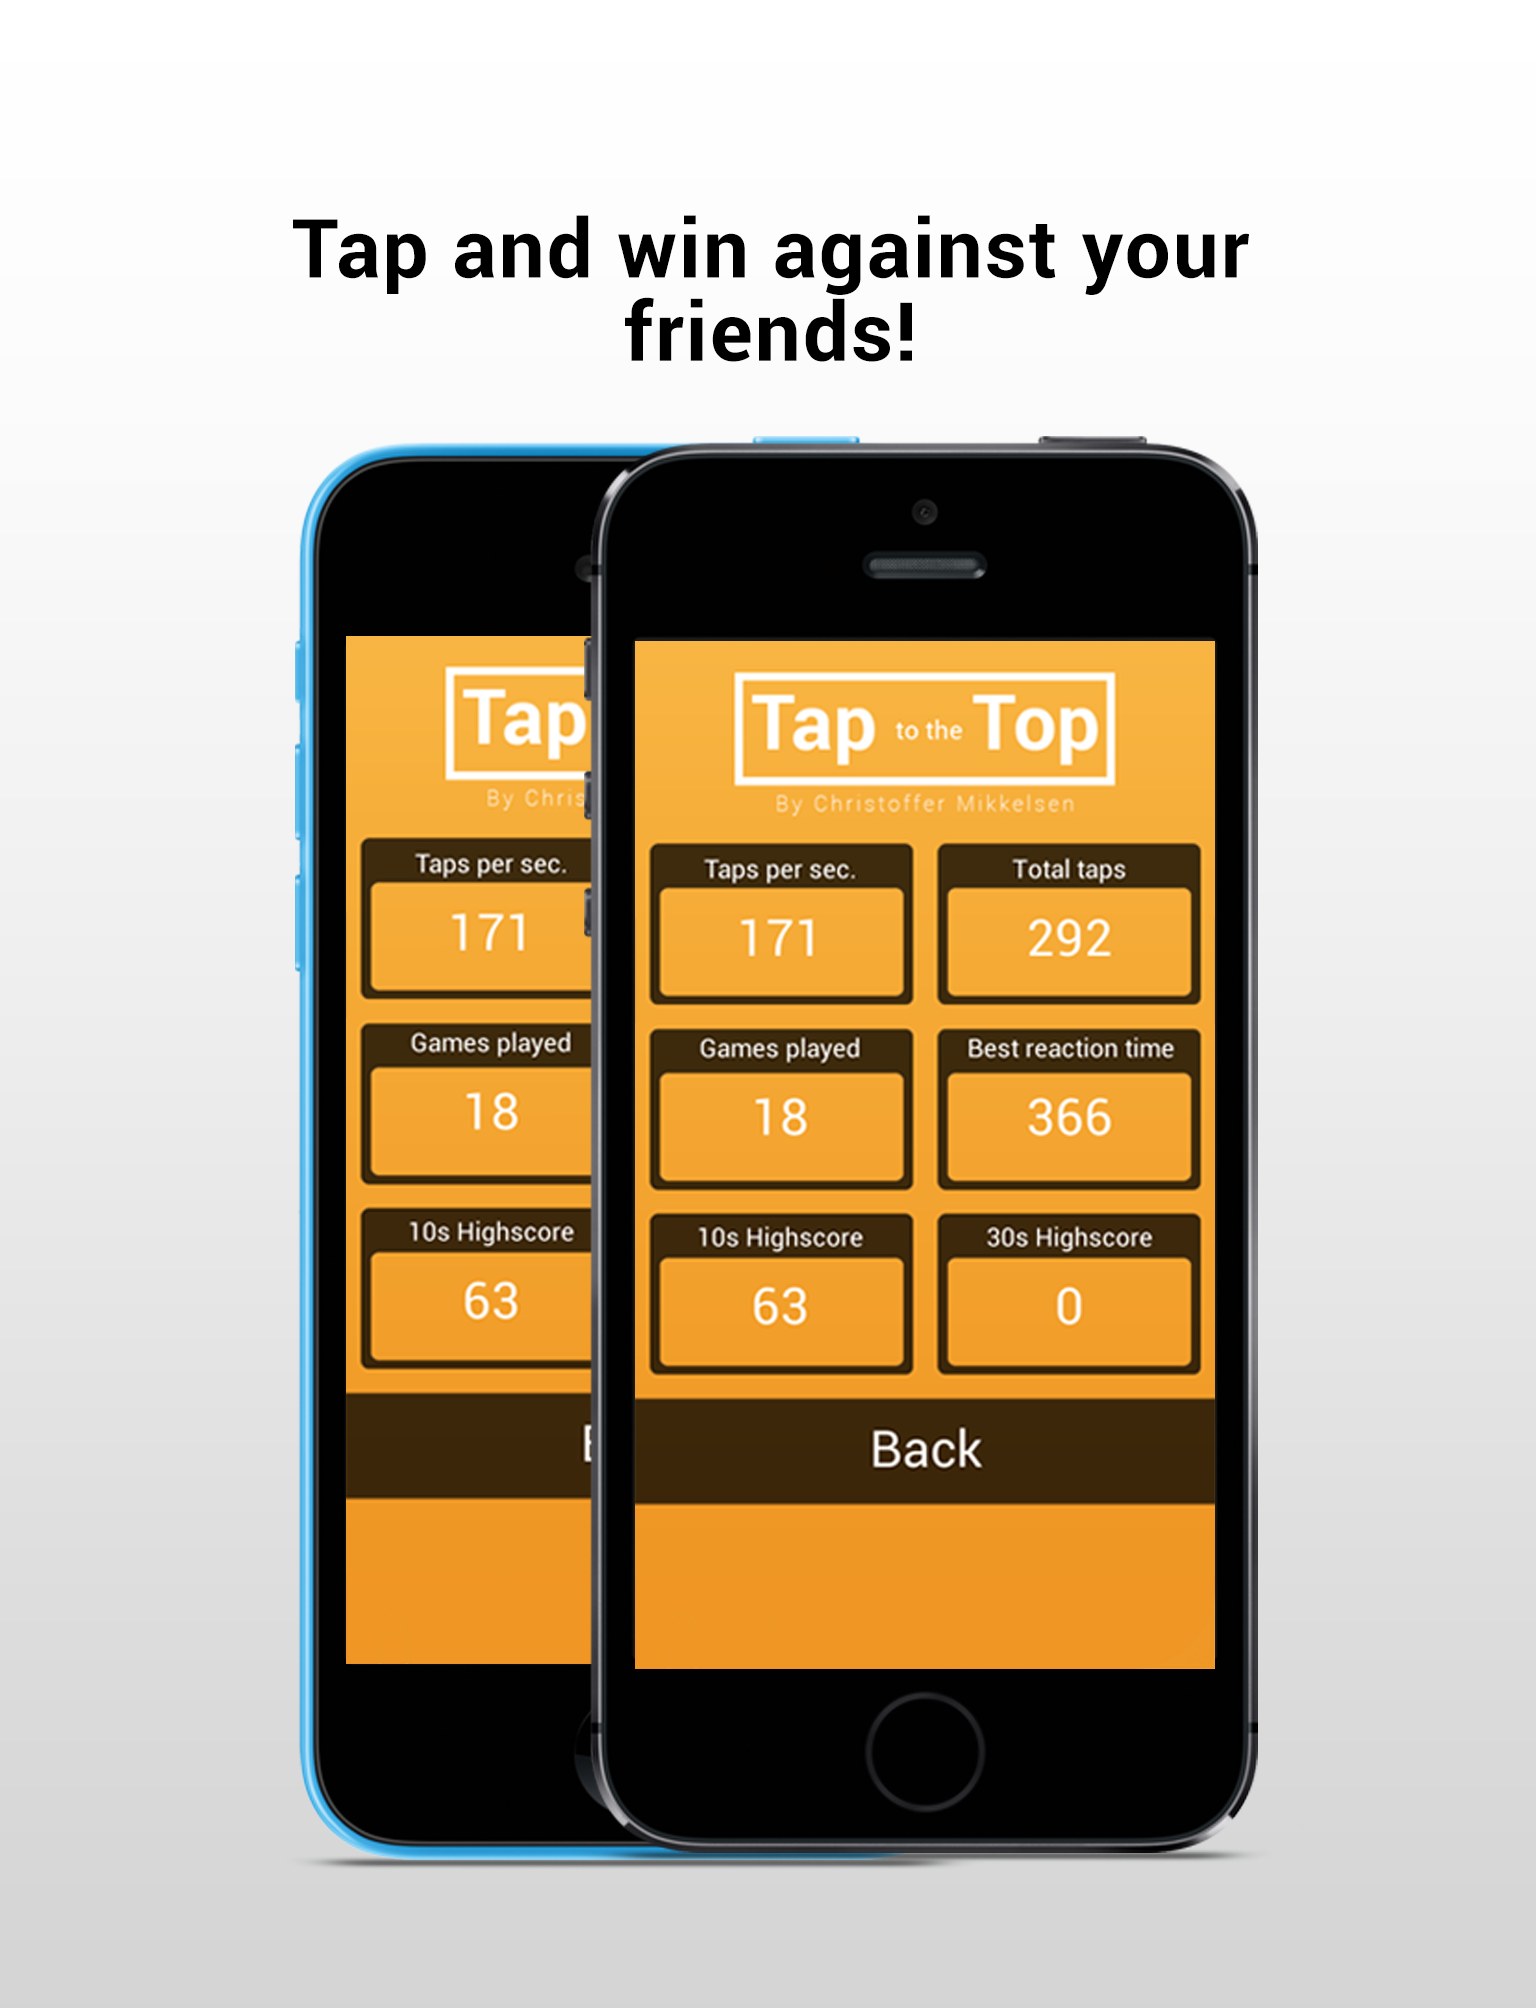 Tap and win against your
friends!
Tap
By Chris
Taps per sec.
171
Games played
18
10s Highscore
63
Tap to the Top
By Christoffer Mikkelsen
Taps per sec.
Total taps
171
292
Games played
Best reaction time
18
366
10s Highscore
30s Highscore
63
0
Back